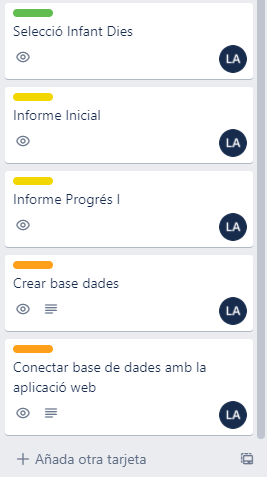 Selecció Infant Dies
LA
Informe Inicial
LA
Informe Progrés I
LA
Crear base dades
LA
Conectar base de dades amb la
aplicació web
LA
Añada otra tarjeta